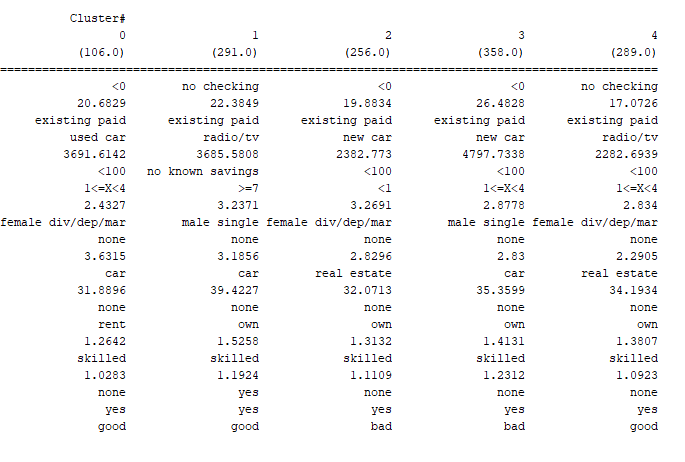 Cluster#
0 1 2 3 4
(106.0) (291.0) (256.0) (358.0) (289.0)
==============================================================================================
<0 no checking <0 <0 no checking
20.6829 22.3849 19.8834 26.4828 17.0726
existing paid existing paid existing paid existing paid existing paid
used car radio/tv new car new car radio/tv
3691.6142 3685.5808 2382.773 4797.7338 2282.6939
<100 no known savings <100 <100 <100
1<=X<4 >=7 <1 1<=X<4 1<=X<4
2.4327 3.2371 3.2691 2.8778 2.834
female div/dep/mar male single female div/dep/mar male single female div/dep/mar
none none none none none
3.6315 3.1856 2.8296 2.83 2.2905
car car real estate car real estate
31.8896 39.4227 32.0713 35.3599 34.1934
none none none none none
rent own own own own
1.2642 1.5258 1.3132 1.4131 1.3807
skilled skilled skilled skilled skilled
1.0283 1.1924 1.1109 1.2312 1.0923
none yes none none none
yes yes yes yes yes
good good bad bad good